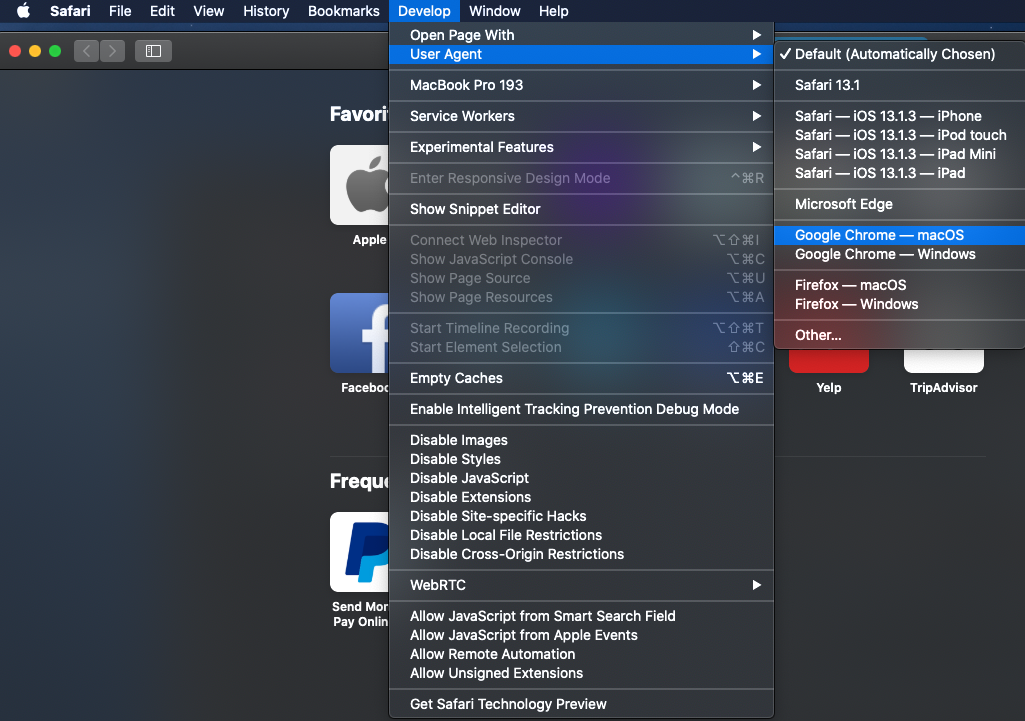 Safari File Edit View History Bookmarks Develop Window Help
Open Page With
User Agent
MacBook Pro 193
Service Workers
Experimental Features
Enter Responsive Design Mode ^⌘R
Show Snippet Editor
Connect Web Inspector ⌥⇧⌘I
Show JavaScript Console ⌥⌘C
Show Page Source ⌥⌘U
Show Page Resources ⌥⌘A
Start Timeline Recording ⌥⇧⌘T
Start Element Selection ⇧⌘C
Empty Caches ⌥⌘E
Enable Intelligent Tracking Prevention Debug Mode
Disable Images
Disable Styles
Disable JavaScript
Disable Extensions
Disable Site-specific Hacks
Disable Local File Restrictions
Disable Cross-Origin Restrictions
WebRTC
Allow JavaScript from Smart Search Field
Allow JavaScript from Apple Events
Allow Remote Automation
Allow Unsigned Extensions
Get Safari Technology Preview
✓ Default (Automatically Chosen)
Safari 13.1
Safari — iOS 13.1.3 — iPhone
Safari — iOS 13.1.3 — iPod touch
Safari — iOS 13.1.3 — iPad Mini
Safari — iOS 13.1.3 — iPad
Microsoft Edge
Google Chrome — macOS
Google Chrome — Windows
Firefox — macOS
Firefox — Windows
Other...
Favori
Apple
f
Faceboo
Yelp
TripAdvisor
Freque
Send Mon
Pay Onlin